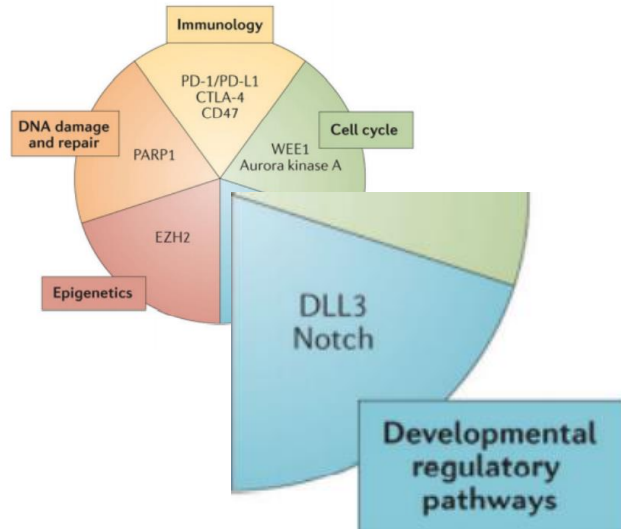 Immunology
PD-1/PD-L1
CTLA-4
CD47
DNA damage
and repair
PARP1
Cell cycle
WEE1
Aurora kinase A
EZH2
Epigenetics
DLL3
Notch
Developmental
regulatory
pathways